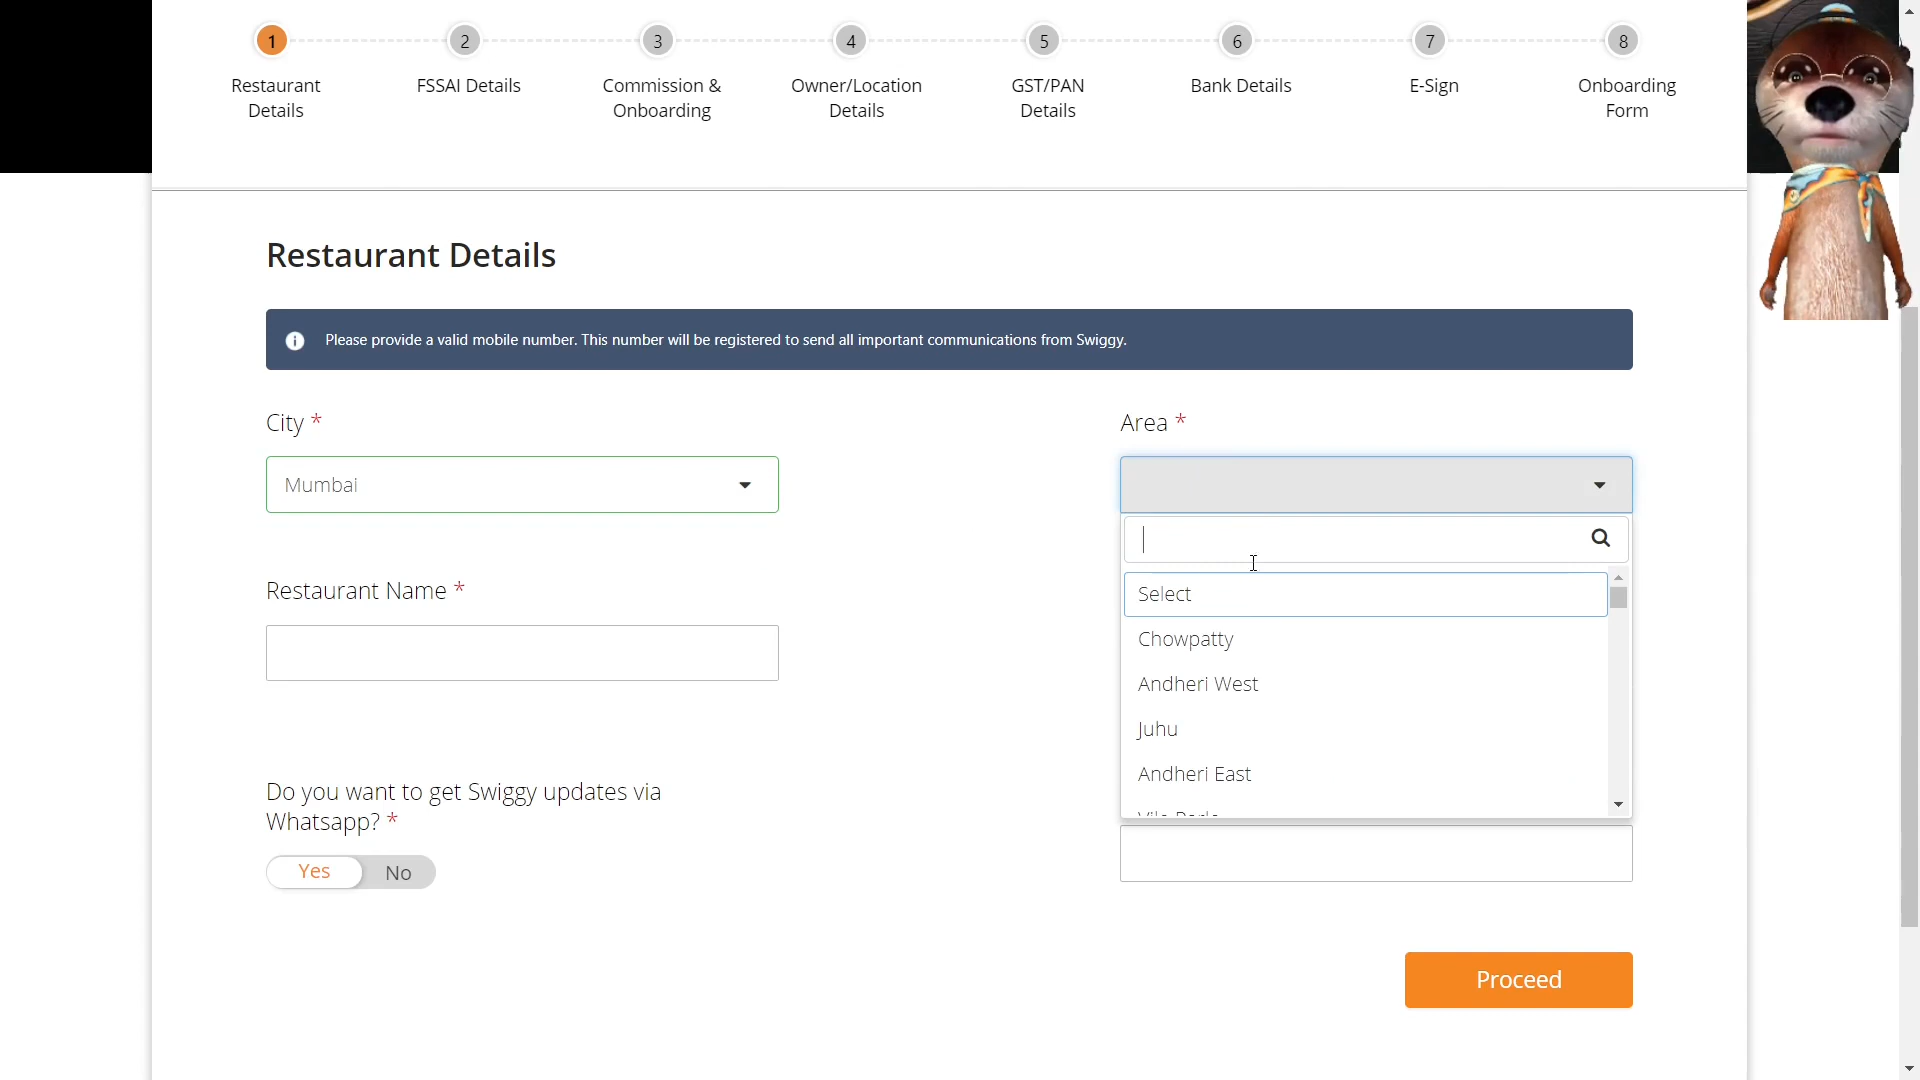 1
2
3
4
5
6
7
8
Restaurant
Details
FSSAI Details
Commission &
Onboarding
Owner/Location
Details
GST/PAN
Details
Bank Details
E-Sign
Onboarding
Form
Restaurant Details
Please provide a valid mobile number. This number will be registered to send all important communications from Swiggy.
City *
Area *
Mumbai
Select
Chowpatty
Andheri West
Juhu
Andheri East
Restaurant Name *
Do you want to get Swiggy updates via
Whatsapp? *
Yes No
Proceed